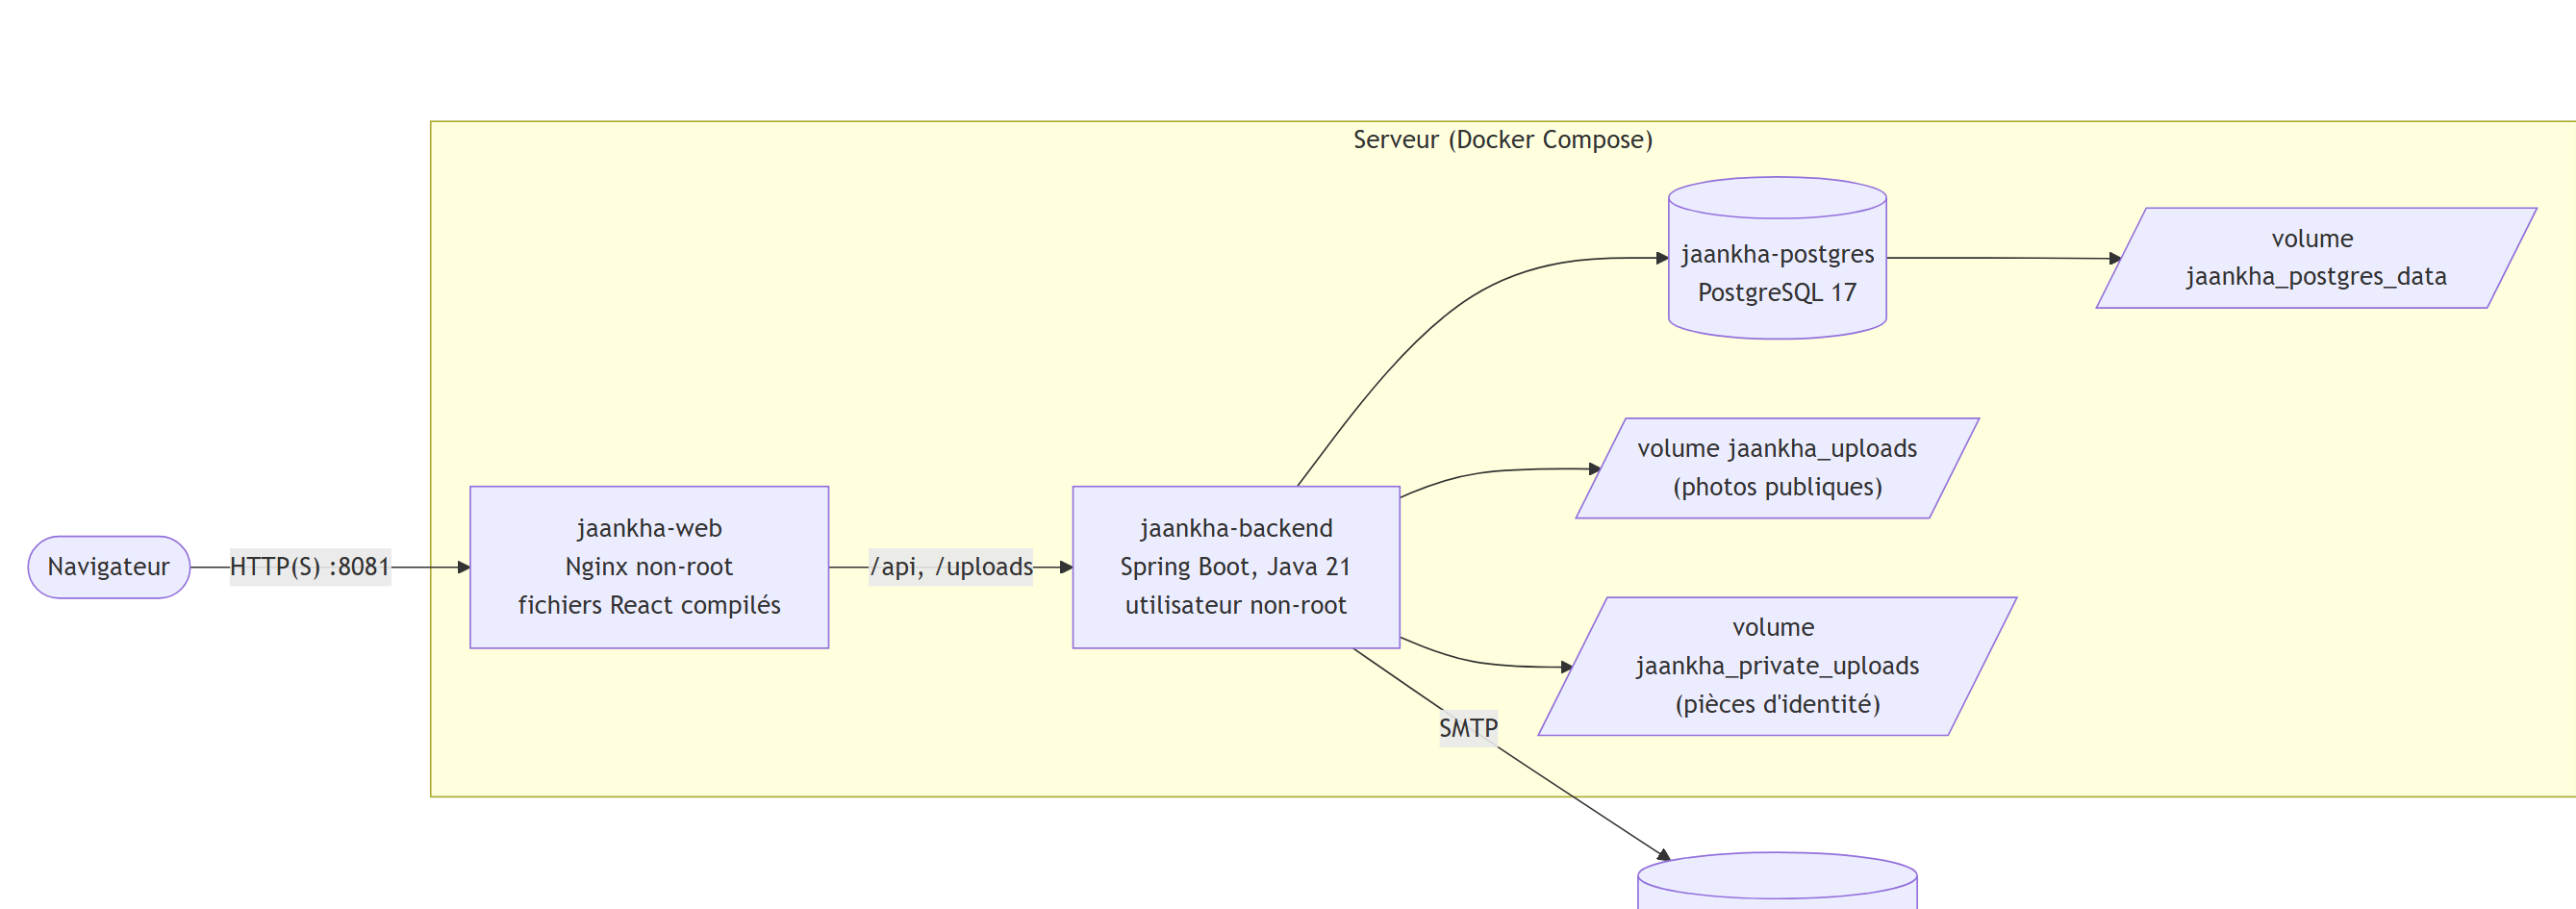 Serveur (Docker Compose)
jaankha-postgres
PostgreSQL 17
volume
jaankha_postgres_data
volume jaankha_uploads
(photos publiques)
Navigateur
HTTP(S) :8081
jaankha-web
Nginx non-root
fichiers React compilés
/api, /uploads
jaankha-backend
Spring Boot, Java 21
utilisateur non-root
volume
jaankha_private_uploads
(pièces d'identité)
SMTP